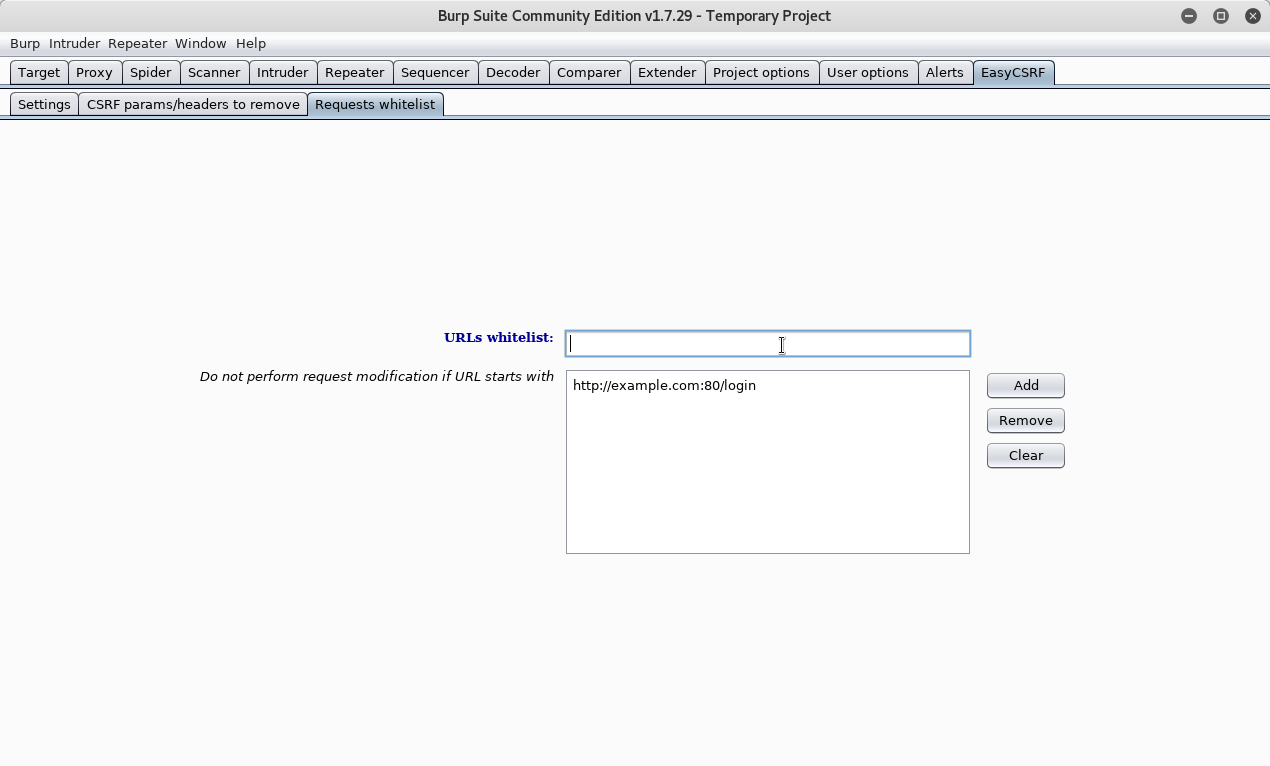 Burp Suite Community Edition v1.7.29 - Temporary Project
Burp Intruder Repeater Window Help
Target Proxy Spider Scanner Intruder Repeater Sequencer Decoder Comparer Extender Project options User options Alerts EasyCSRF
Settings CSRF params/headers to remove Requests whitelist
URLs whitelist:
Do not perform request modification if URL starts with
http://example.com:80/login
Add
Remove
Clear